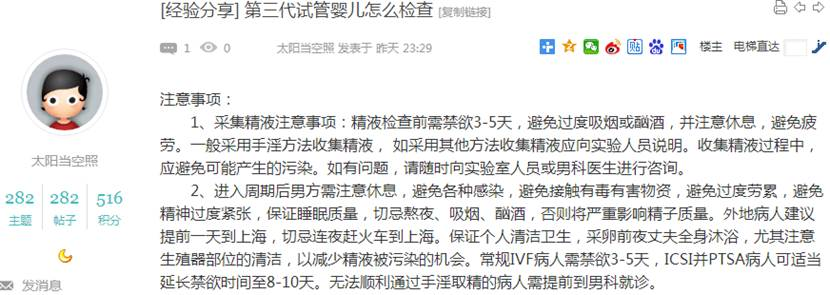 [经验分享] 第三代试管婴儿怎么检查 [复制链接]
1 0 太阳当空照 发表于 昨天 23:29 楼主 电梯直达
太阳当空照
282 282 516
主题 帖子 积分
发消息
注意事项：
1、采集精液注意事项：精液检查前需禁欲3-5天，避免过度吸烟或酗酒，并注意休息，避免疲
劳。一般采用手淫方法收集精液， 如采用其他方法收集精液应向实验人员说明。收集精液过程中，
应避免可能产生的污染。如有问题，请随时向实验室人员或男科医生进行咨询。
2、进入周期后男方需注意休息，避免各种感染，避免接触有毒有害物资，避免过度劳累，避免
精神过度紧张，保证睡眠质量，切忌熬夜、吸烟、酗酒，否则将严重影响精子质量。外地病人建议
提前一天到上海，切忌连夜赶火车到上海。保证个人清洁卫生，采卵前夜丈夫全身沐浴，尤其注意
生殖器部位的清洁，以减少精液被污染的机会。常规IVF病人需禁欲3-5天，ICSI并PTSA病人可适当
延长禁欲时间至8-10天。无法顺利通过手淫取精的病人需提前到男科就诊。